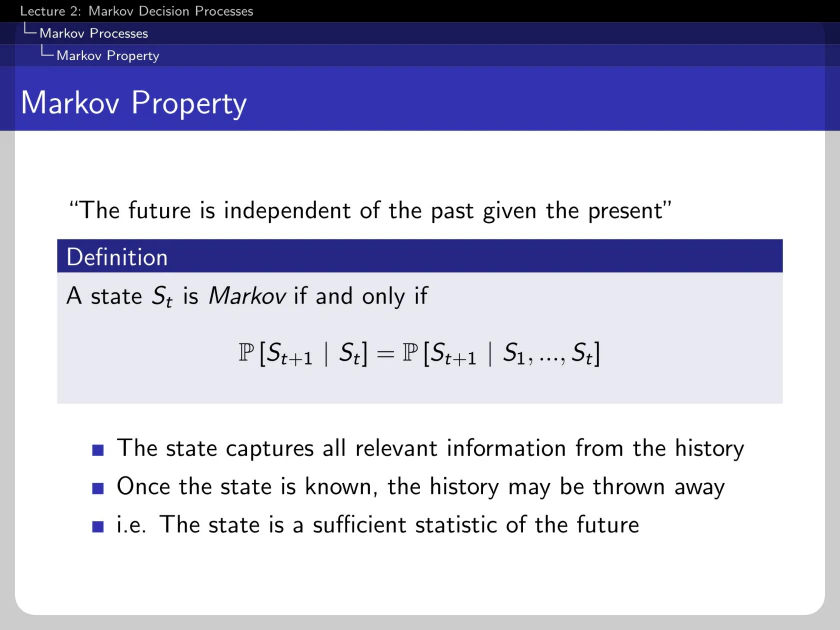 Lecture 2: Markov Decision Processes
Markov Processes
Markov Property
Markov Property
“The future is independent of the past given the present”
Definition
A state S_t is Markov if and only if
ℙ [S_{t+1} | S_t] = ℙ [S_{t+1} | S_1, ..., S_t]
The state captures all relevant information from the history
Once the state is known, the history may be thrown away
i.e. The state is a sufficient statistic of the future